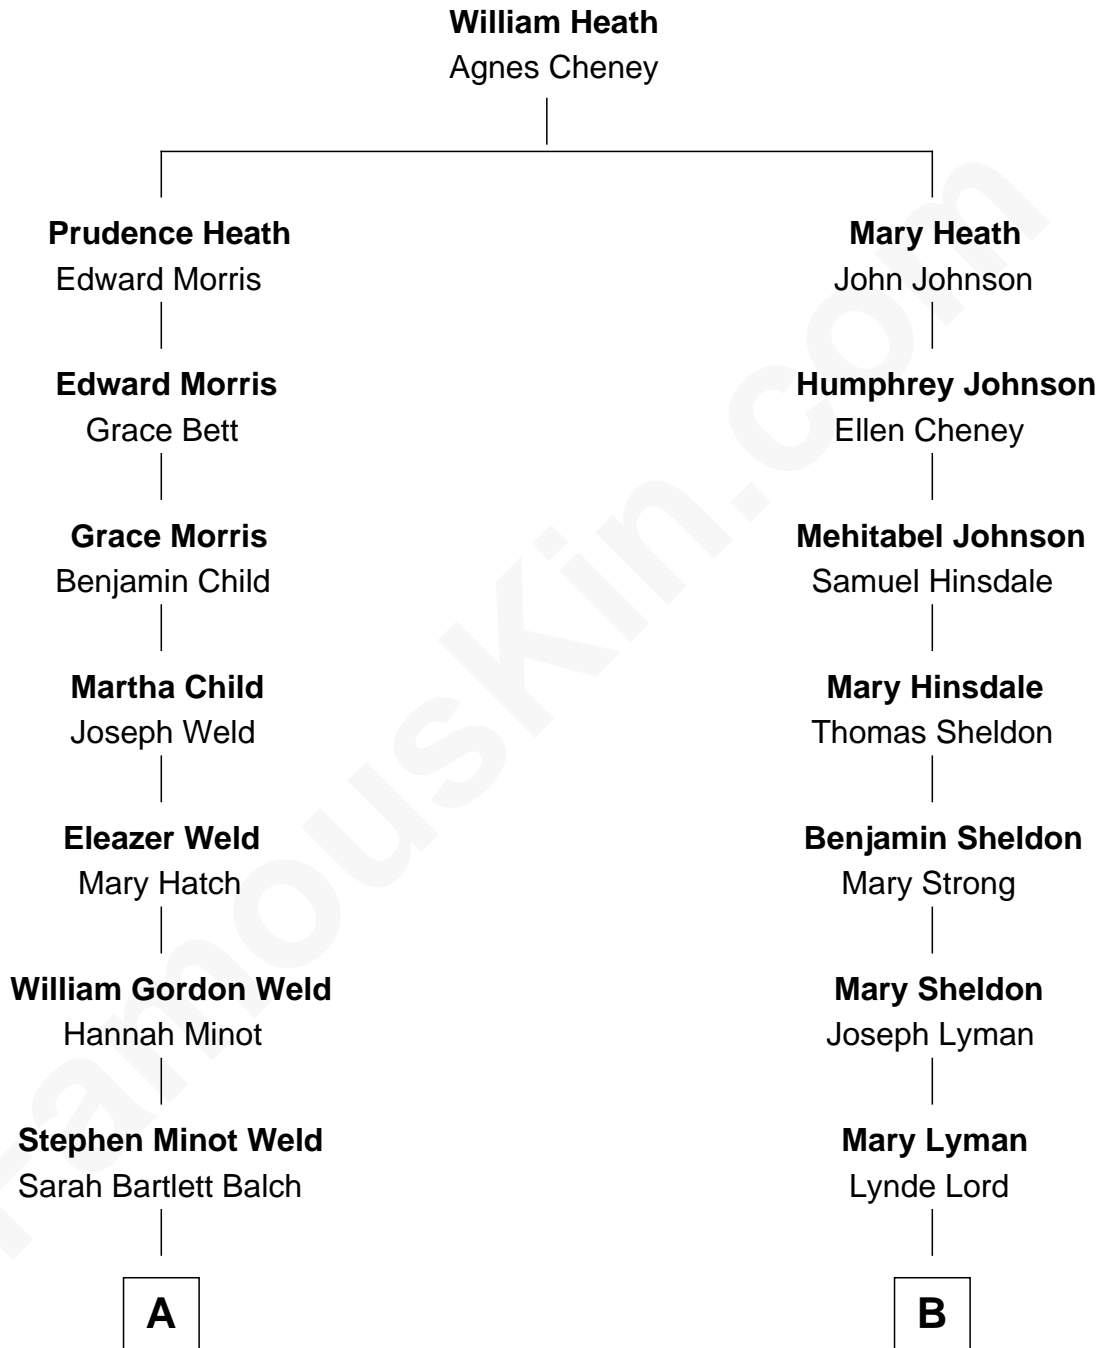 William Heath
Agnes Cheney
Prudence Heath
Edward Morris
Mary Heath
John Johnson
Edward Morris
Grace Bett
Humphrey Johnson
Ellen Cheney
Grace Morris
Benjamin Child
Mehitabel Johnson
Samuel Hinsdale
Martha Child
Joseph Weld
Mary Hinsdale
Thomas Sheldon
Eleazer Weld
Mary Hatch
Benjamin Sheldon
Mary Strong
William Gordon Weld
Hannah Minot
Mary Sheldon
Joseph Lyman
Stephen Minot Weld
Sarah Bartlett Balch
Mary Lyman
Lynde Lord
A
B
FamousKin.com